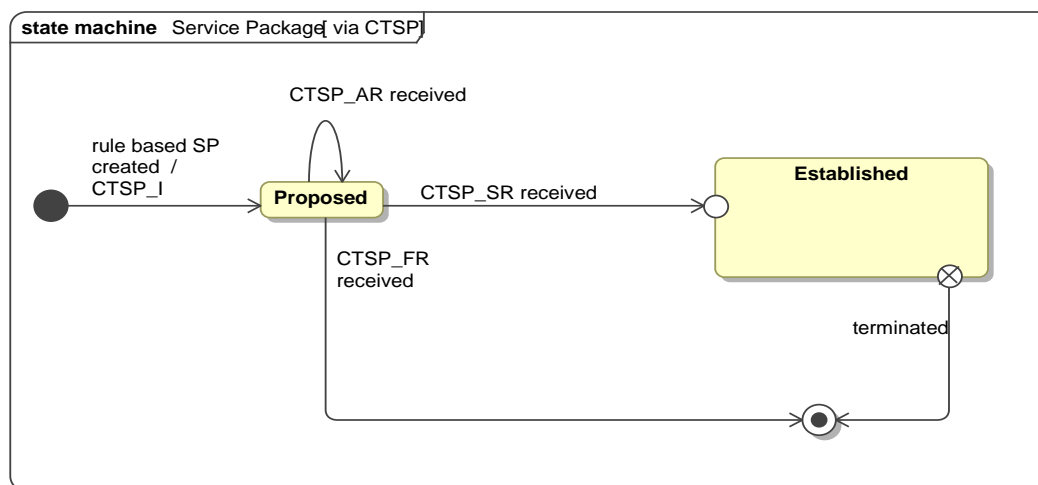 state machine Service Package[ via CTSP]
CTSP_AR received
rule based SP
created /
CTSP_I
Proposed
CTSP_SR received
Established
CTSP_FR
received
terminated